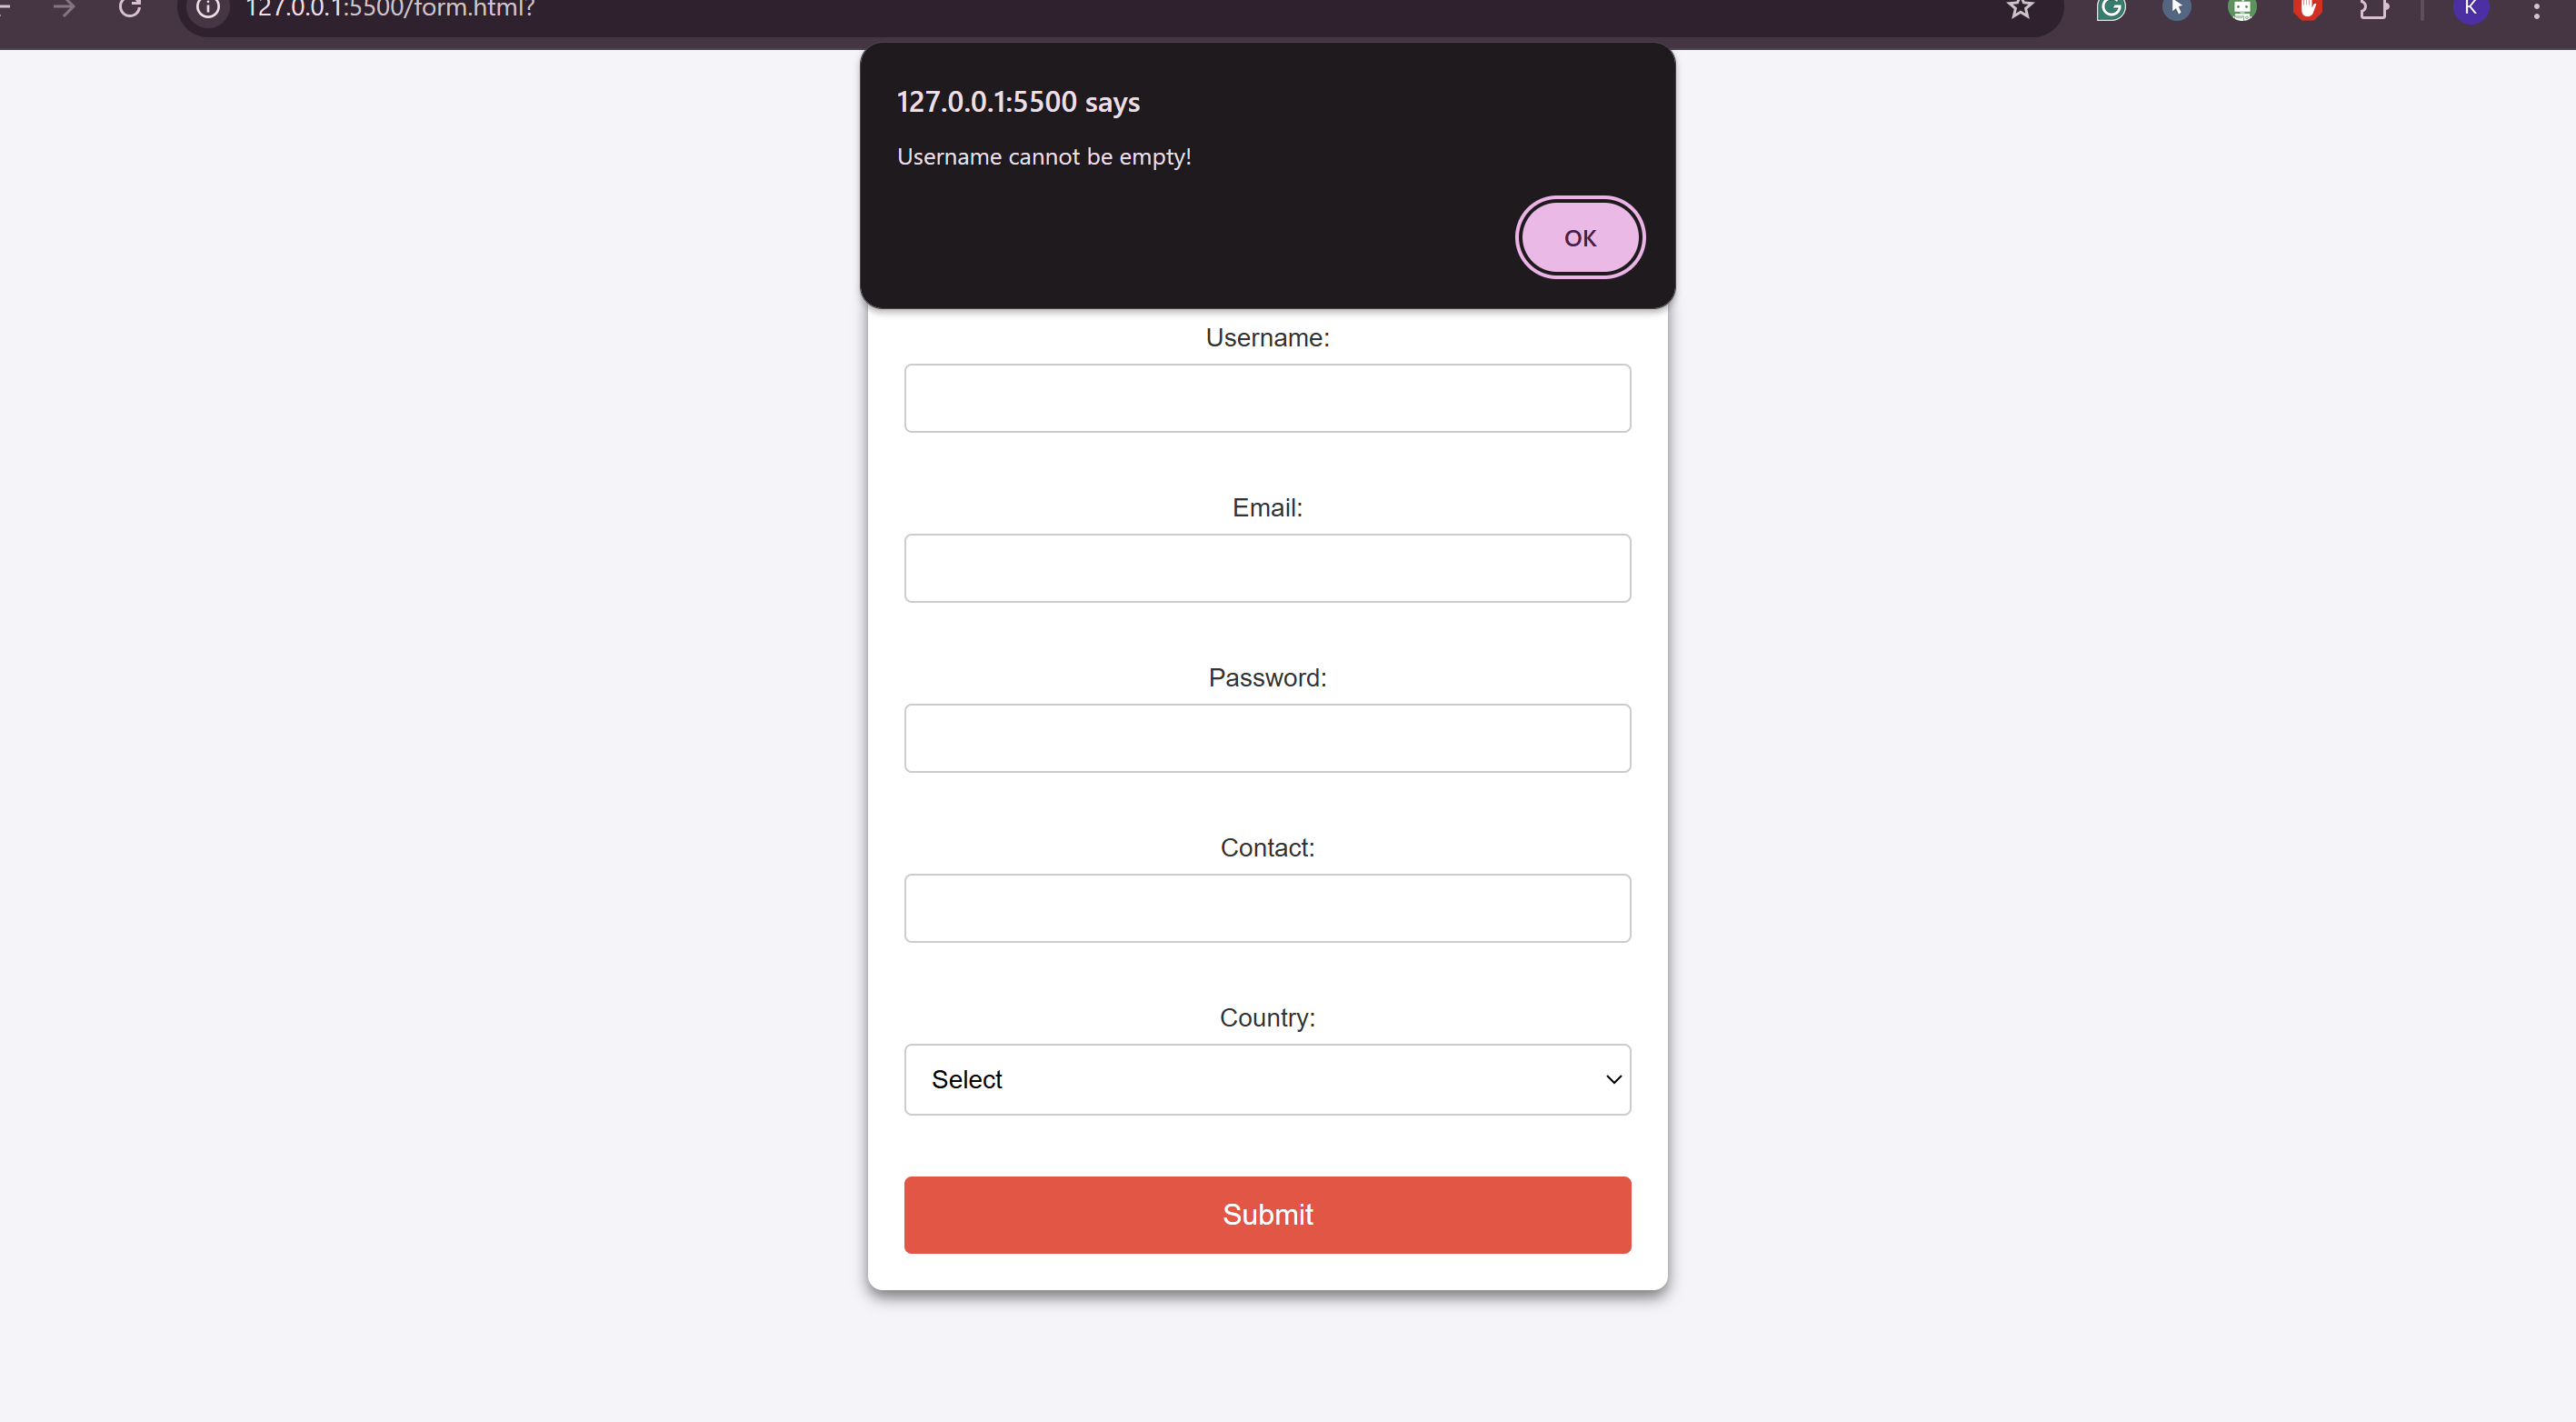 127.0.0.1:5500/form.html?
K
127.0.0.1:5500 says
Username cannot be empty!
OK
Username:
Email:
Password:
Contact:
Country:
Select
Submit